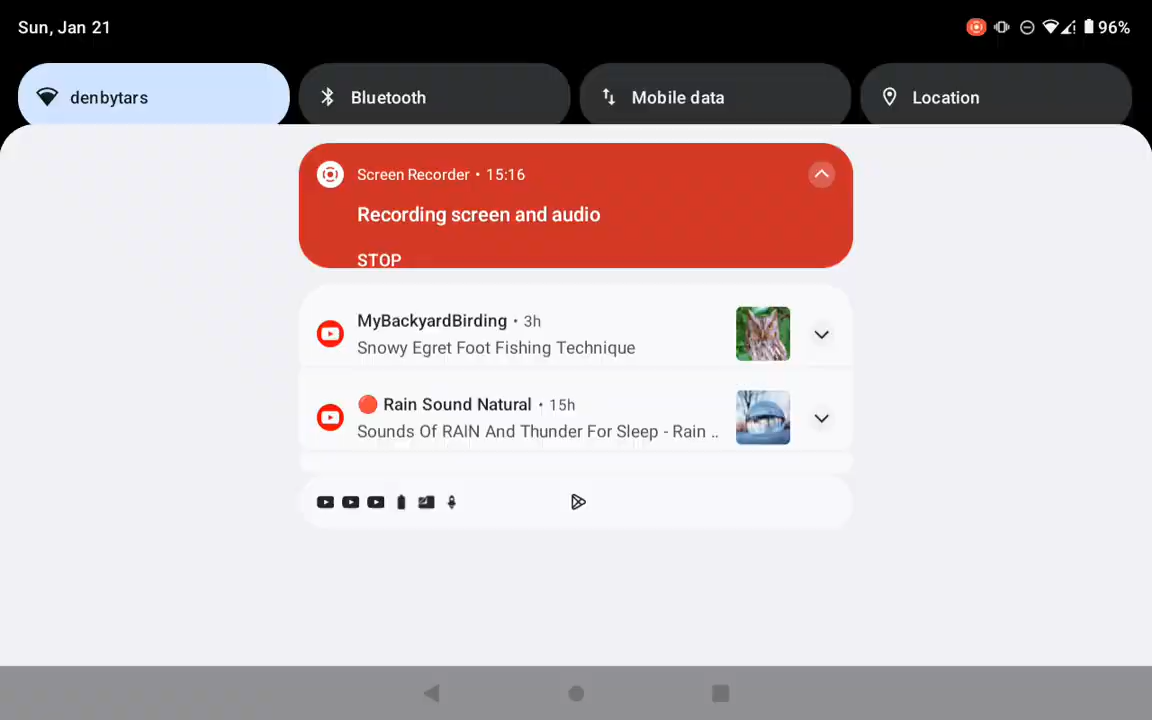 Sun, Jan 21
96%
denbytars
Bluetooth
Mobile data
Location
Screen Recorder • 15:16
Recording screen and audio
STOP
MyBackyardBirding • 3h
Snowy Egret Foot Fishing Technique
🔴 Rain Sound Natural • 15h
Sounds Of RAIN And Thunder For Sleep - Rain ..